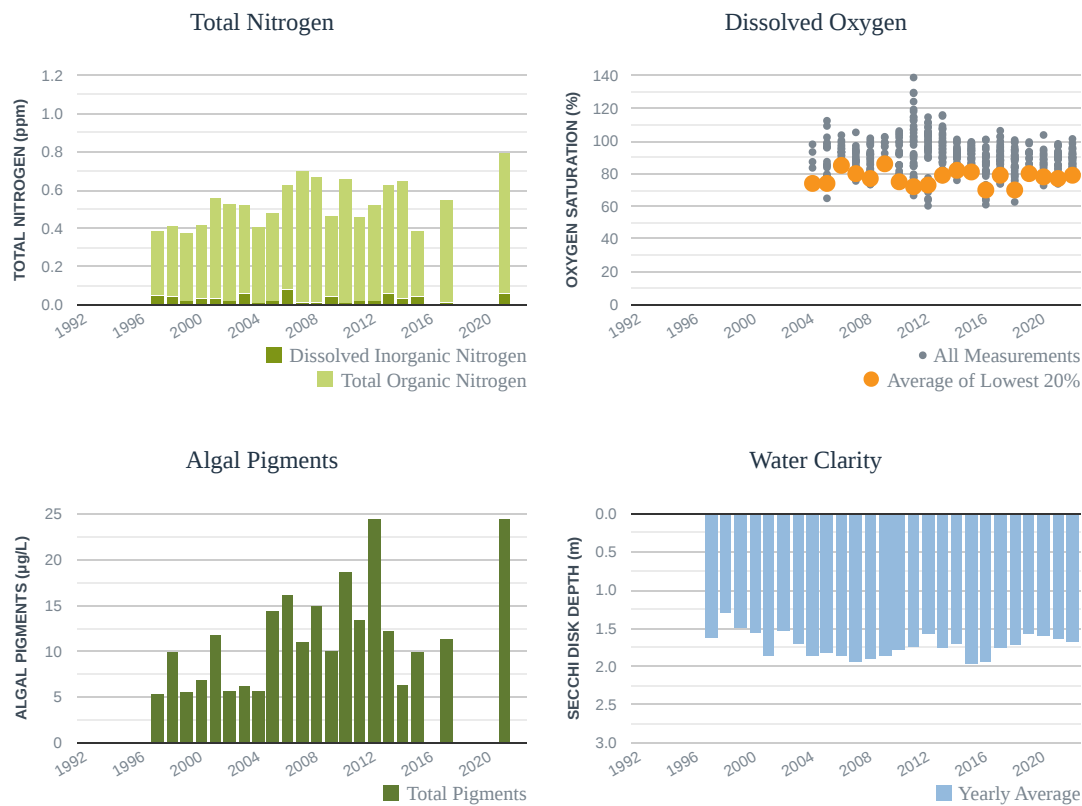 Total Nitrogen
TOTAL NITROGEN (ppm)
1.2
1.0
0.8
0.6
0.4
0.2
0.0
1992 1996 2000 2004 2008 2012 2016 2020
Dissolved Inorganic Nitrogen
Total Organic Nitrogen
Dissolved Oxygen
OXYGEN SATURATION (%)
140
120
100
80
60
40
20
0
1992 1996 2000 2004 2008 2012 2016 2020
All Measurements
Average of Lowest 20%
Algal Pigments
ALGAL PIGMENTS (µg/L)
25
20
15
10
5
0
1992 1996 2000 2004 2008 2012 2016 2020
Total Pigments
Water Clarity
SECCHI DISK DEPTH (m)
0.0
0.5
1.0
1.5
2.0
2.5
3.0
1992 1996 2000 2004 2008 2012 2016 2020
Yearly Average